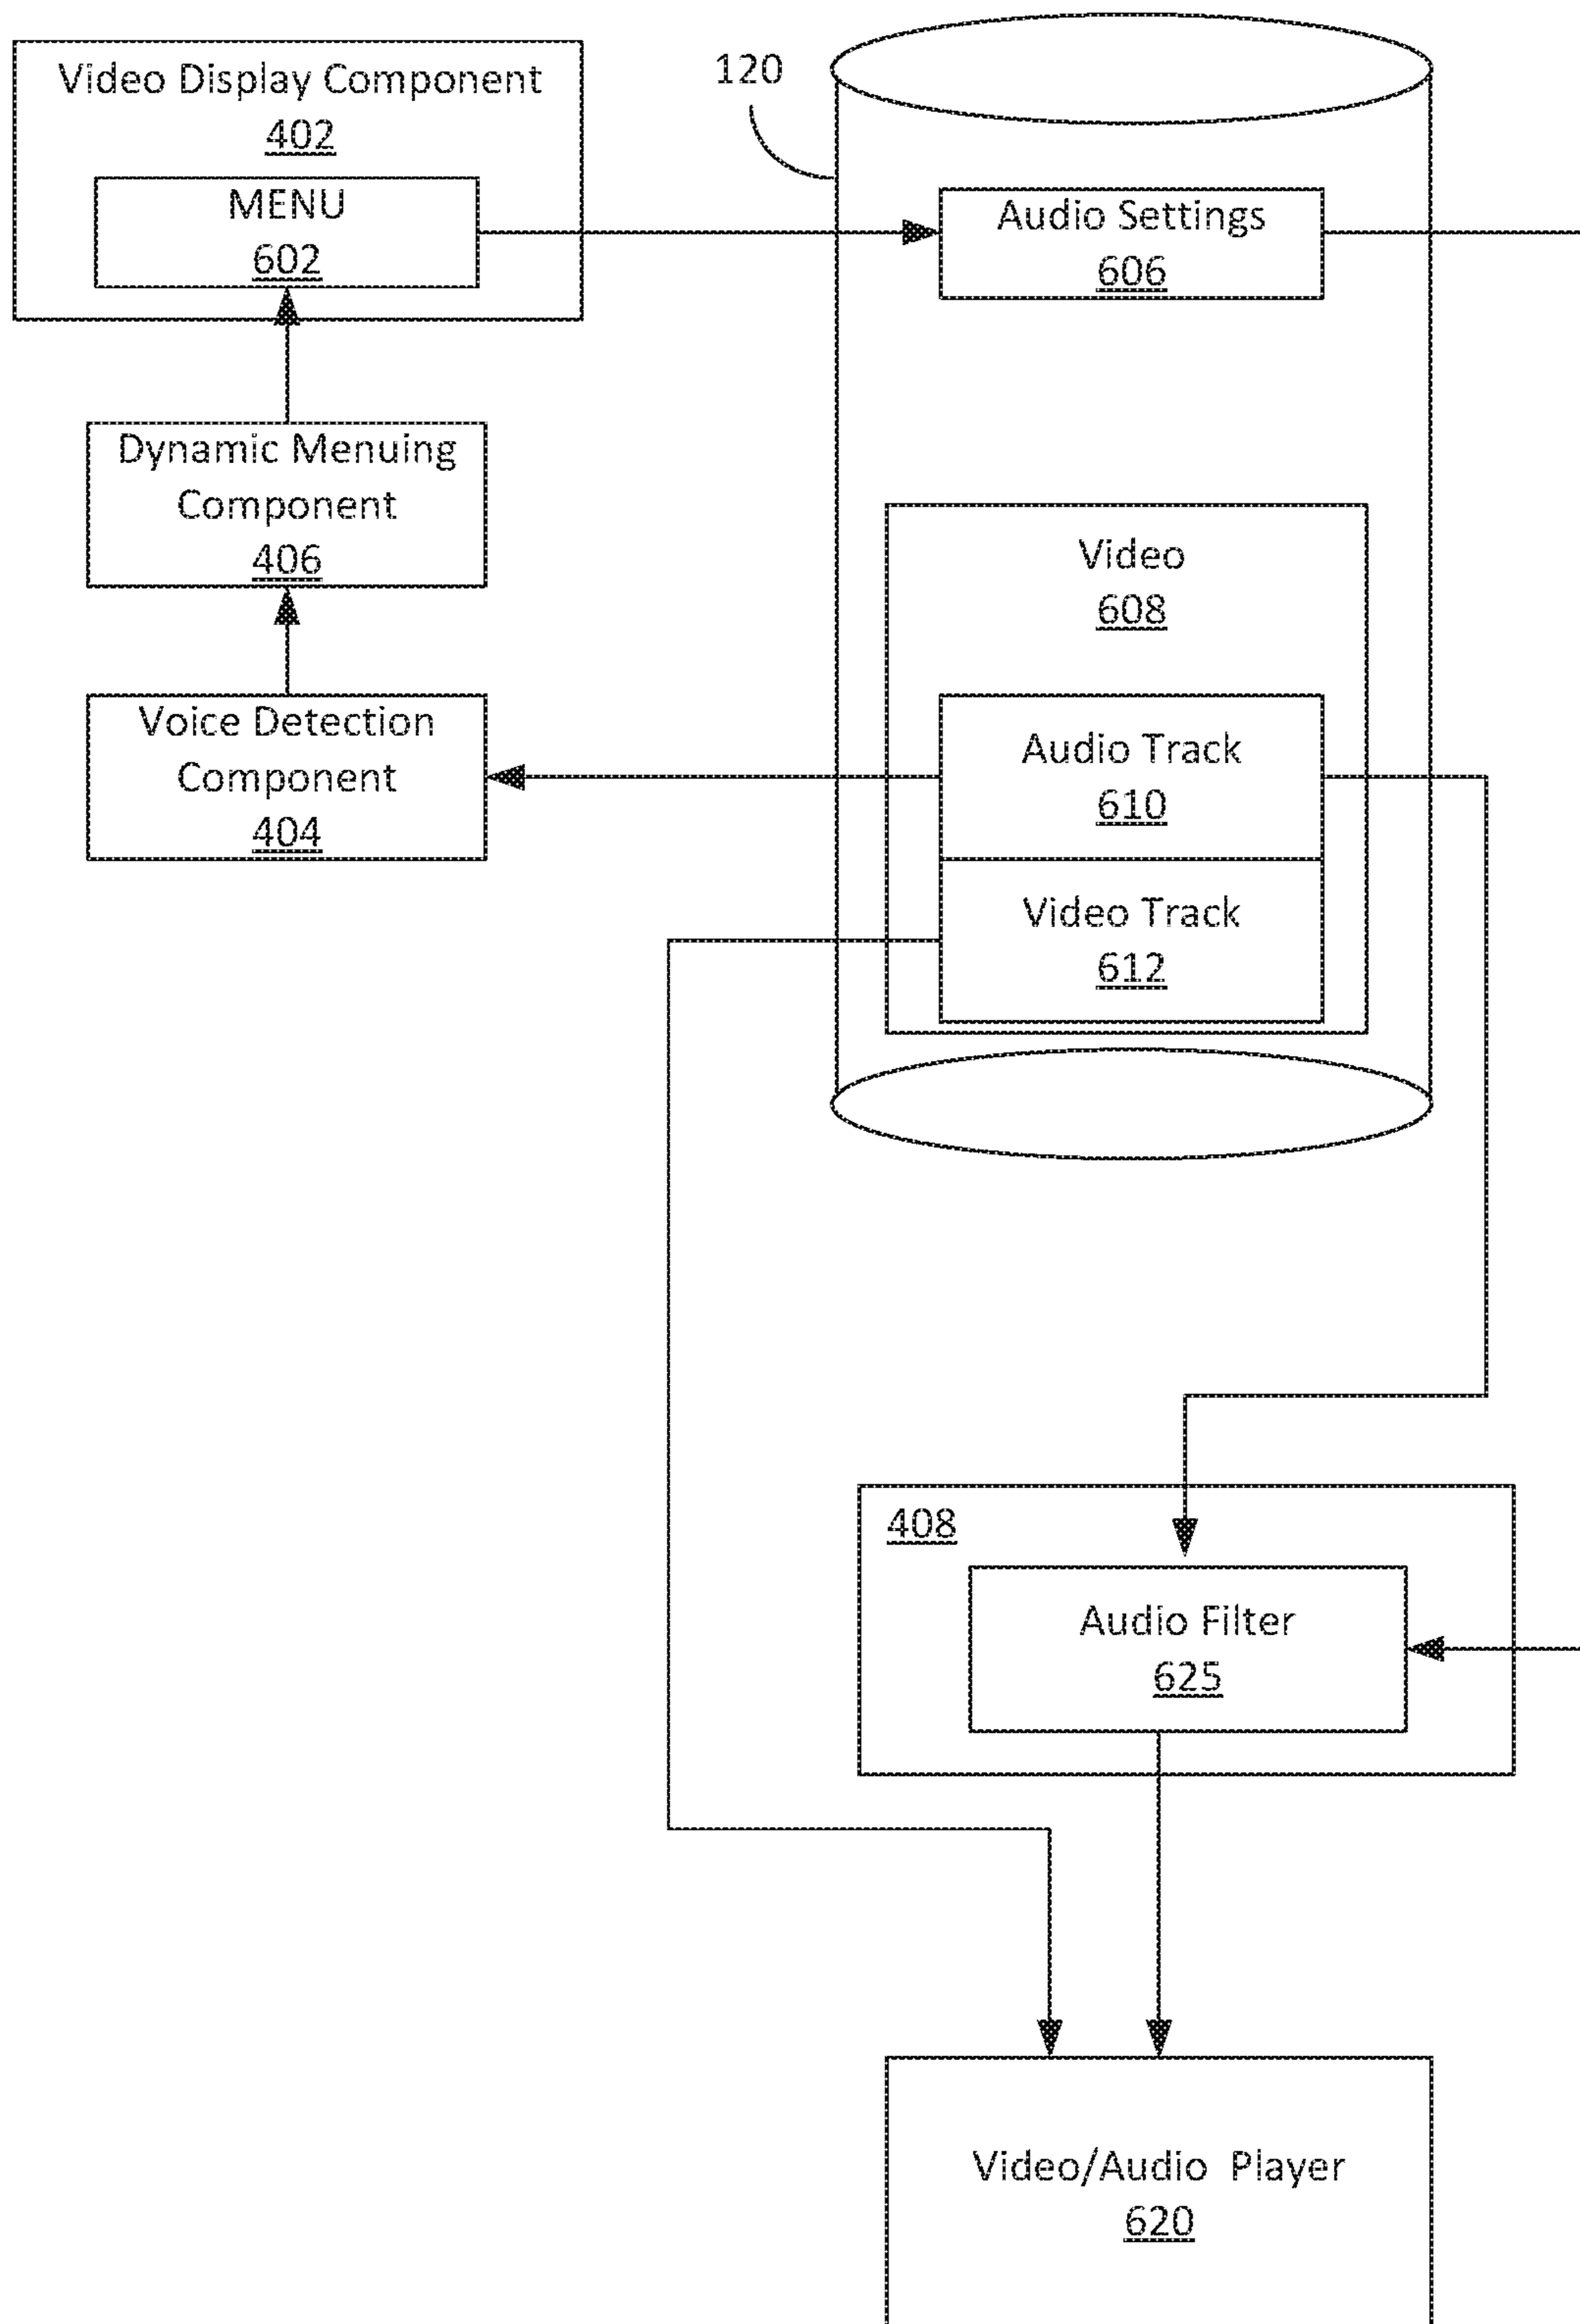 Video Display Component
402
MENU
602
120
Audio Settings
606
Dynamic Menuing
Component
406
Video
608
Voice Detection
Component
404
Audio Track
610
Video Track
612
408
Audio Filter
625
Video/Audio Player
620